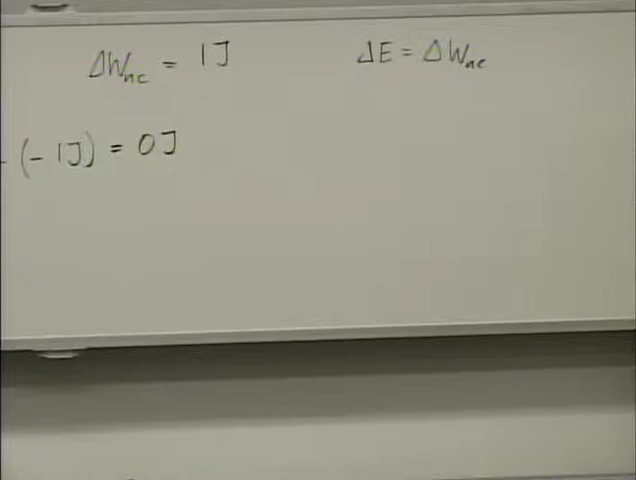 ΔW_nc = 1J
ΔE = ΔW_nc
- (- 1J) = 0J